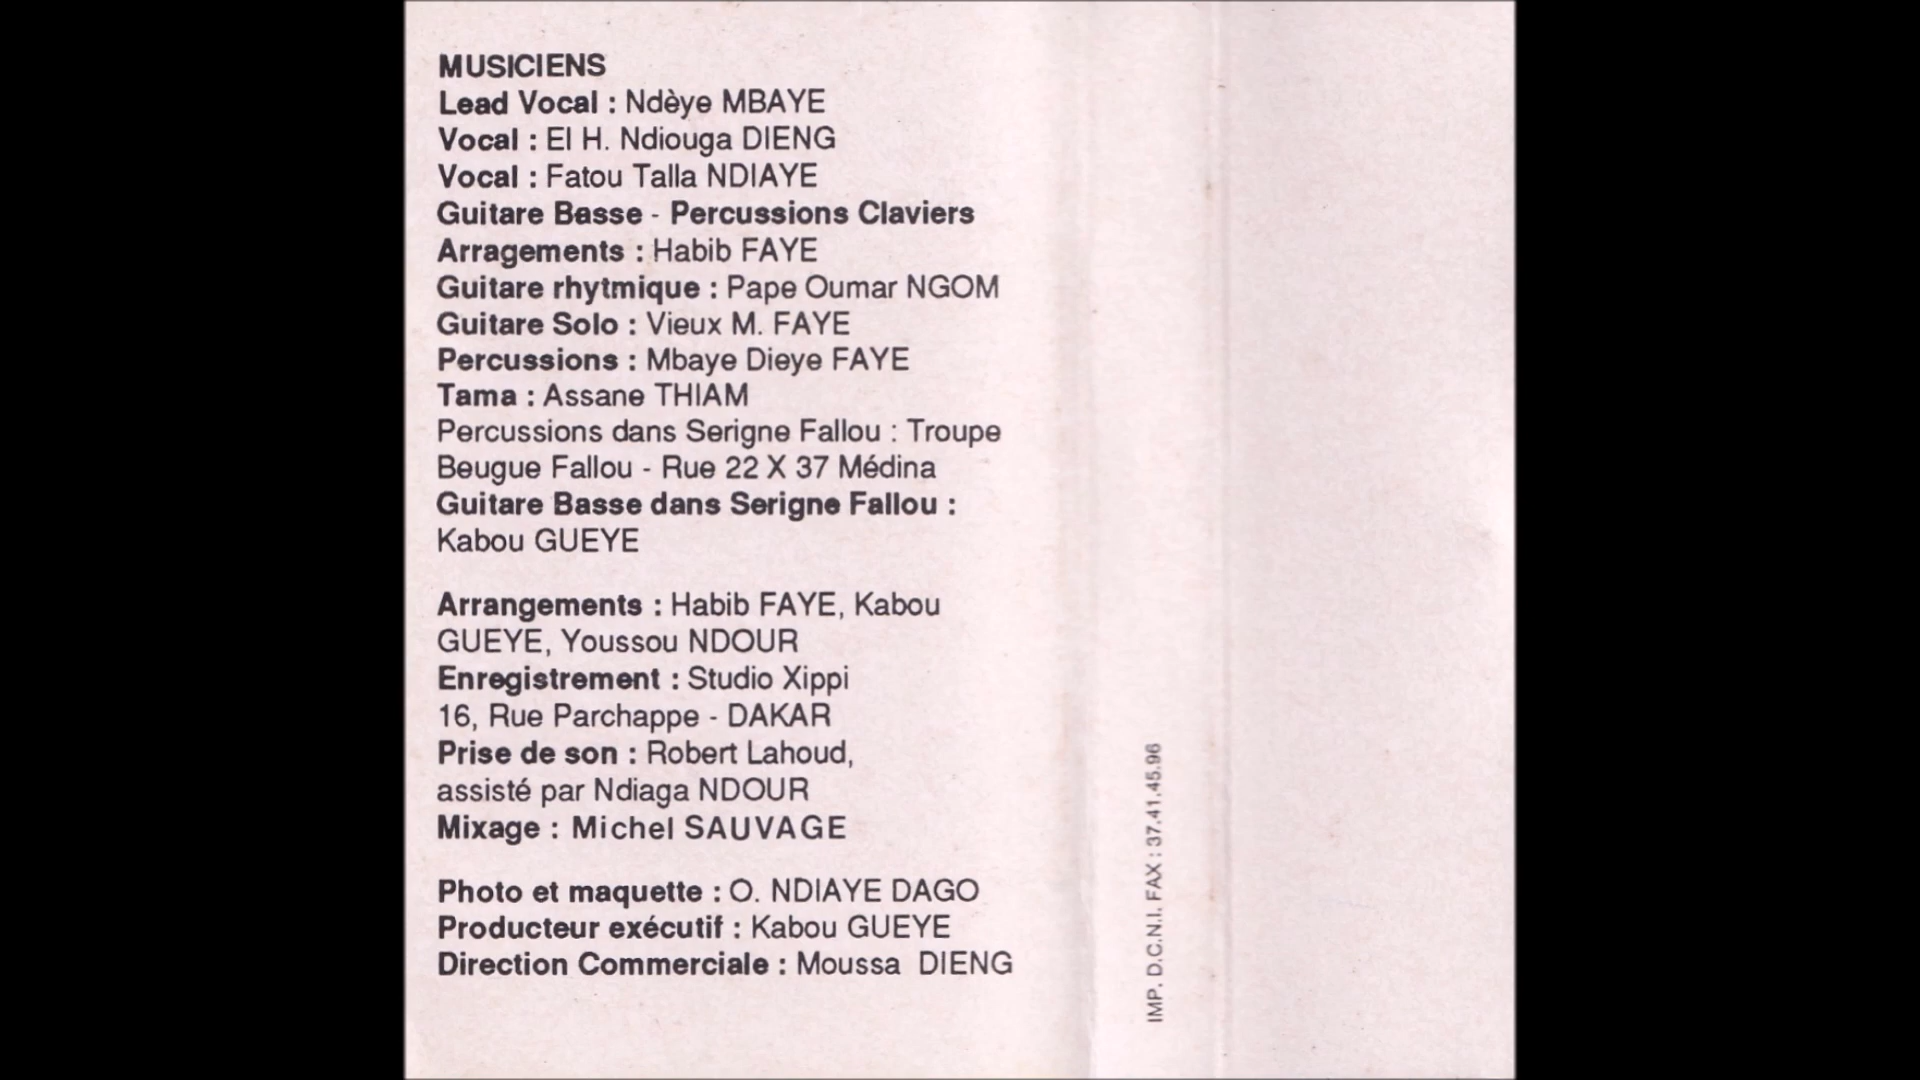 MUSICIENS
Lead Vocal : Ndèye MBAYE
Vocal : El H. Ndiouga DIENG
Vocal : Fatou Talla NDIAYE
Guitare Basse - Percussions Claviers
Arragements : Habib FAYE
Guitare rhytmique : Pape Oumar NGOM
Guitare Solo : Vieux M. FAYE
Percussions : Mbaye Dieye FAYE
Tama : Assane THIAM
Percussions dans Serigne Fallou : Troupe
Beugue Fallou - Rue 22 X 37 Médina
Guitare Basse dans Serigne Fallou :
Kabou GUEYE
Arrangements : Habib FAYE, Kabou
GUEYE, Youssou NDOUR
Enregistrement : Studio Xippi
16, Rue Parchappe - DAKAR
Prise de son : Robert Lahoud,
assisté par Ndiaga NDOUR
Mixage : Michel SAUVAGE
Photo et maquette : O. NDIAYE DAGO
Producteur exécutif : Kabou GUEYE
Direction Commerciale : Moussa DIENG
IMP. D.C.N.I. FAX : 37.41.45.96